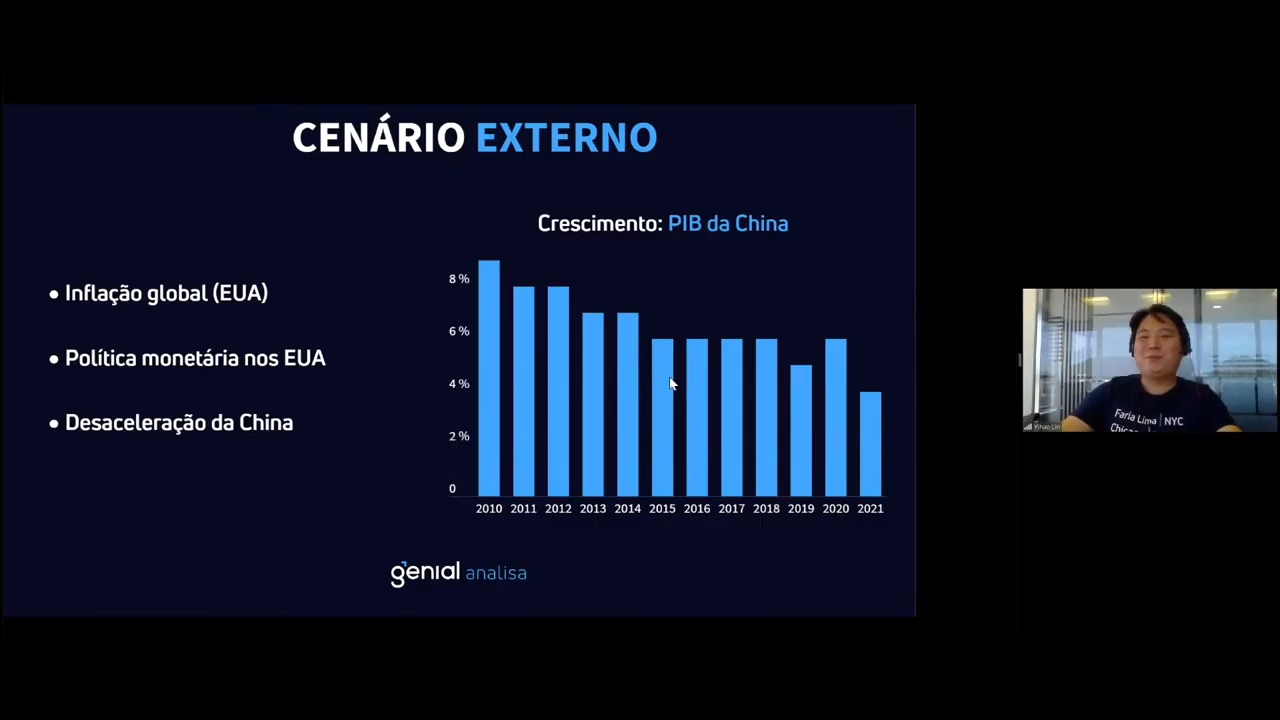 CENÁRIO EXTERNO
Crescimento: PIB da China
• Inflação global (EUA)
• Política monetária nos EUA
• Desaceleração da China
8 %
6 %
4 %
2 %
0
2010 2011 2012 2013 2014 2015 2016 2017 2018 2019 2020 2021
genial analisa
Faria Lima | NYC
Yihao Lin